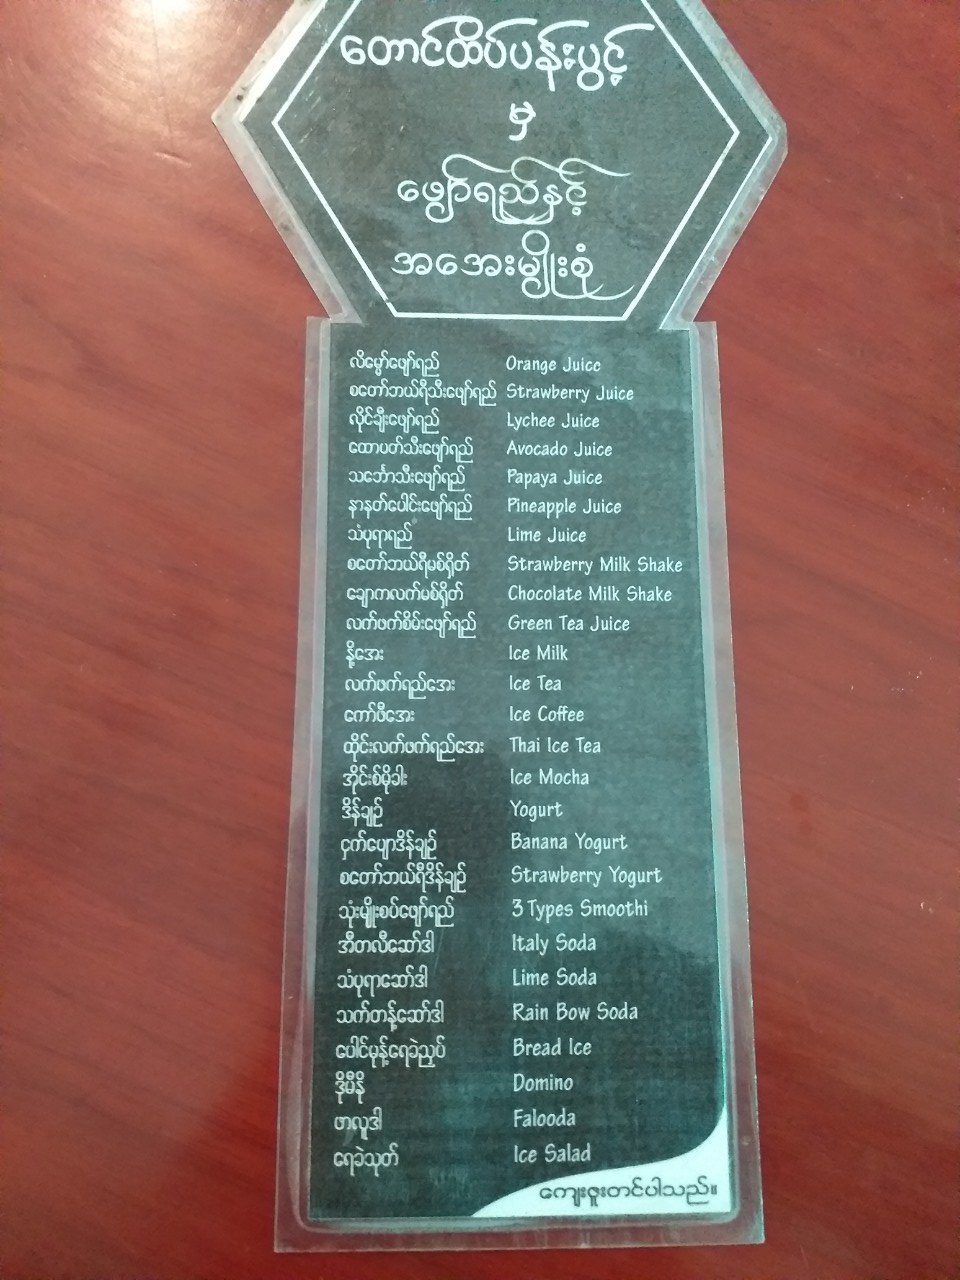 တောင်ထိပ်ပန်းပွင့်
မှ
ဖျော်ရည်နှင့်
အအေးမျိုးစုံ
လိမ္မော်ဖျော်ရည် Orange Juice
စတော်ဘယ်ရီသီးဖျော်ရည် Strawberry Juice
လိုင်ချီးဖျော်ရည် Lychee Juice
ထောပတ်သီးဖျော်ရည် Avocado Juice
သင်္ဘောသီးဖျော်ရည် Papaya Juice
နာနတ်ပေါင်းဖျော်ရည် Pineapple Juice
သံပုရာရည် Lime Juice
စတော်ဘယ်ရီမစ်ရှိတ် Strawberry Milk Shake
ချောကလက်မစ်ရှိတ် Chocolate Milk Shake
လက်ဖက်စိမ်းဖျော်ရည် Green Tea Juice
နို့အေး Ice Milk
လက်ဖက်ရည်အေး Ice Tea
ကော်ဖီအေး Ice Coffee
ထိုင်းလက်ဖက်ရည်အေး Thai Ice Tea
အိုင်းစ်မိုခါး Ice Mocha
ဒိန်ချဉ် Yogurt
ငှက်ပျောဒိန်ချဉ် Banana Yogurt
စတော်ဘယ်ရီဒိန်ချဉ် Strawberry Yogurt
သုံးမျိုးစပ်ဖျော်ရည် 3 Types Smoothi
အီတလီဆော်ဒါ Italy Soda
သံပုရာဆော်ဒါ Lime Soda
သက်တန့်ဆော်ဒါ Rain Bow Soda
ပေါင်မုန့်ရေခဲညှပ် Bread Ice
ဒိုမီနို Domino
ဖာလူဒါ Falooda
ရေခဲသုတ် Ice Salad
ကျေးဇူးတင်ပါသည်။